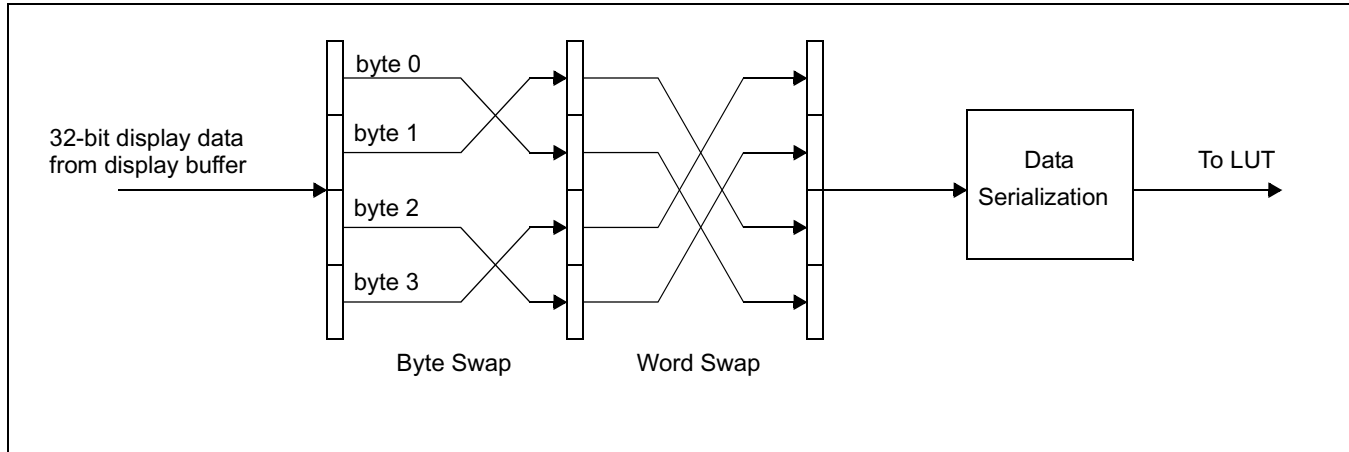 byte 0
byte 1
32-bit display data
from display buffer
byte 2
byte 3
Byte Swap
Word Swap
Data
Serialization
To LUT